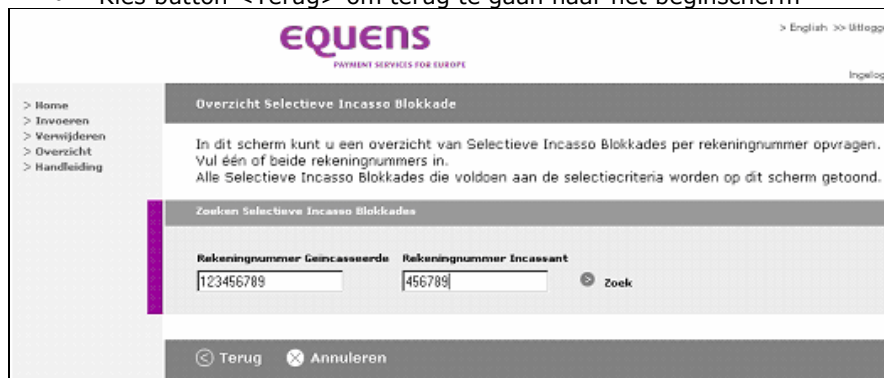 Kies button <Terug> om terug te gaan naar het beginscherm
EQUENS
PAYMENT SERVICES FOR EUROPE
> English >> Uitlogg
Ingelog
> Home
> Invoeren
> Verwijderen
> Overzicht
> Handleiding
Overzicht Selectieve Incasso Blokkade
In dit scherm kunt u een overzicht van Selectieve Incasso Blokkades per rekeningnummer opvragen.
Vul één of beide rekeningnummers in.
Alle Selectieve Incasso Blokkades die voldoen aan de selectiecriteria worden op dit scherm getoond.
Zoeken Selectieve Incasso Blokkades
Rekeningnummer Geincasseerde Rekeningnummer Incassant
123456789 456789 Zoek
Terug Annuleren